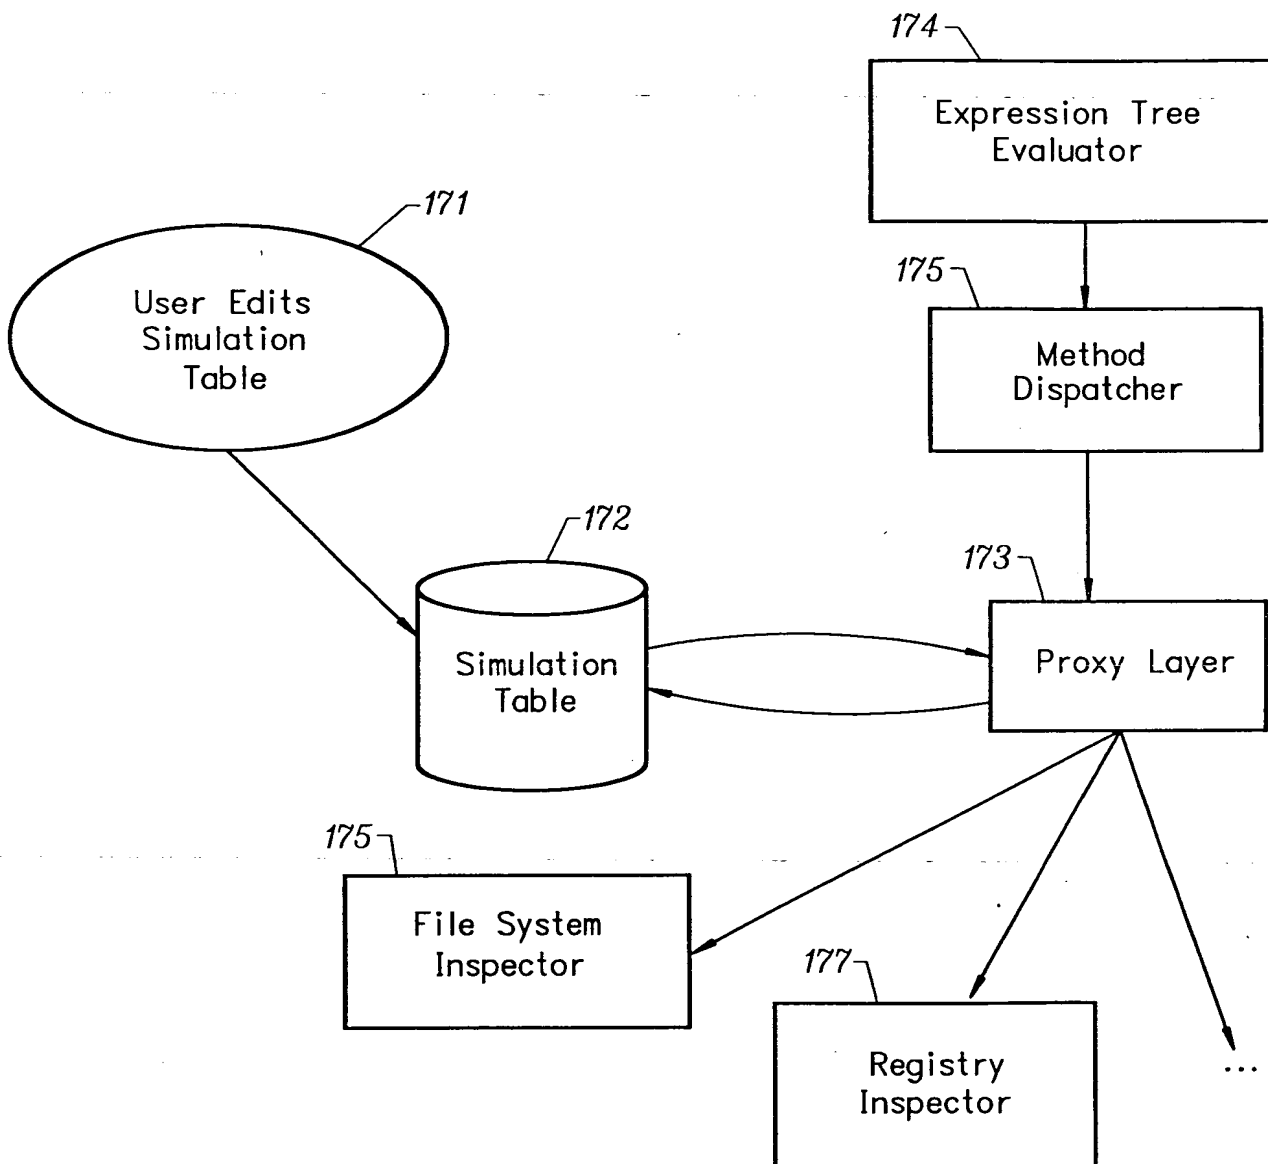 174
Expression Tree
Evaluator
171
User Edits
Simulation
Table
175
Method
Dispatcher
172
Simulation
Table
173
Proxy Layer
175
File System
Inspector
177
Registry
Inspector
...